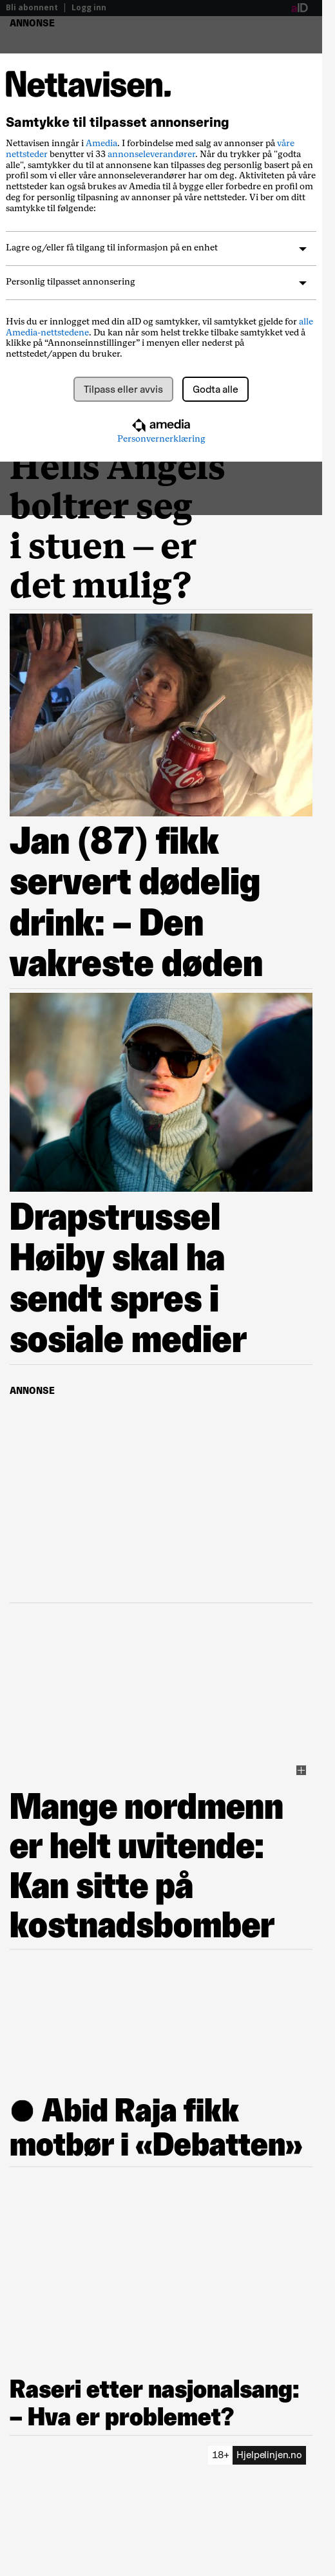 Bli abonnent | Logg inn
aID
ANNONSE
Nettavisen.
Samtykke til tilpasset annonsering
Nettavisen inngår i Amedia. I forbindelse med salg av annonser på våre
nettsteder benytter vi 33 annonseleverandører. Når du trykker på "godta
alle", samtykker du til at annonsene kan tilpasses deg personlig basert på en
profil som vi eller våre annonseleverandører har om deg. Aktiviteten på våre
nettsteder kan også brukes av Amedia til å bygge eller forbedre en profil om
deg for personlig tilpasning av annonser på våre nettsteder. Vi ber om ditt
samtykke til følgende:
Lagre og/eller få tilgang til informasjon på en enhet
Personlig tilpasset annonsering
Hvis du er innlogget med din aID og samtykker, vil samtykket gjelde for alle
Amedia-nettstedene. Du kan når som helst trekke tilbake samtykket ved å
klikke på “Annonseinnstillinger” i menyen eller nederst på
nettstedet/appen du bruker.
Tilpass eller avvis
Godta alle
amedia
Personvernerklæring
Hells Angels
boltrer seg
i stuen – er
det mulig?
Jan (87) fikk
servert dødelig
drink: – Den
vakreste døden
Drapstrussel
Høiby skal ha
sendt spres i
sosiale medier
ANNONSE
Mange nordmenn
er helt uvitende:
Kan sitte på
kostnadsbomber
● Abid Raja fikk
motbør i «Debatten»
Raseri etter nasjonalsang:
– Hva er problemet?
18+ Hjelpelinjen.no